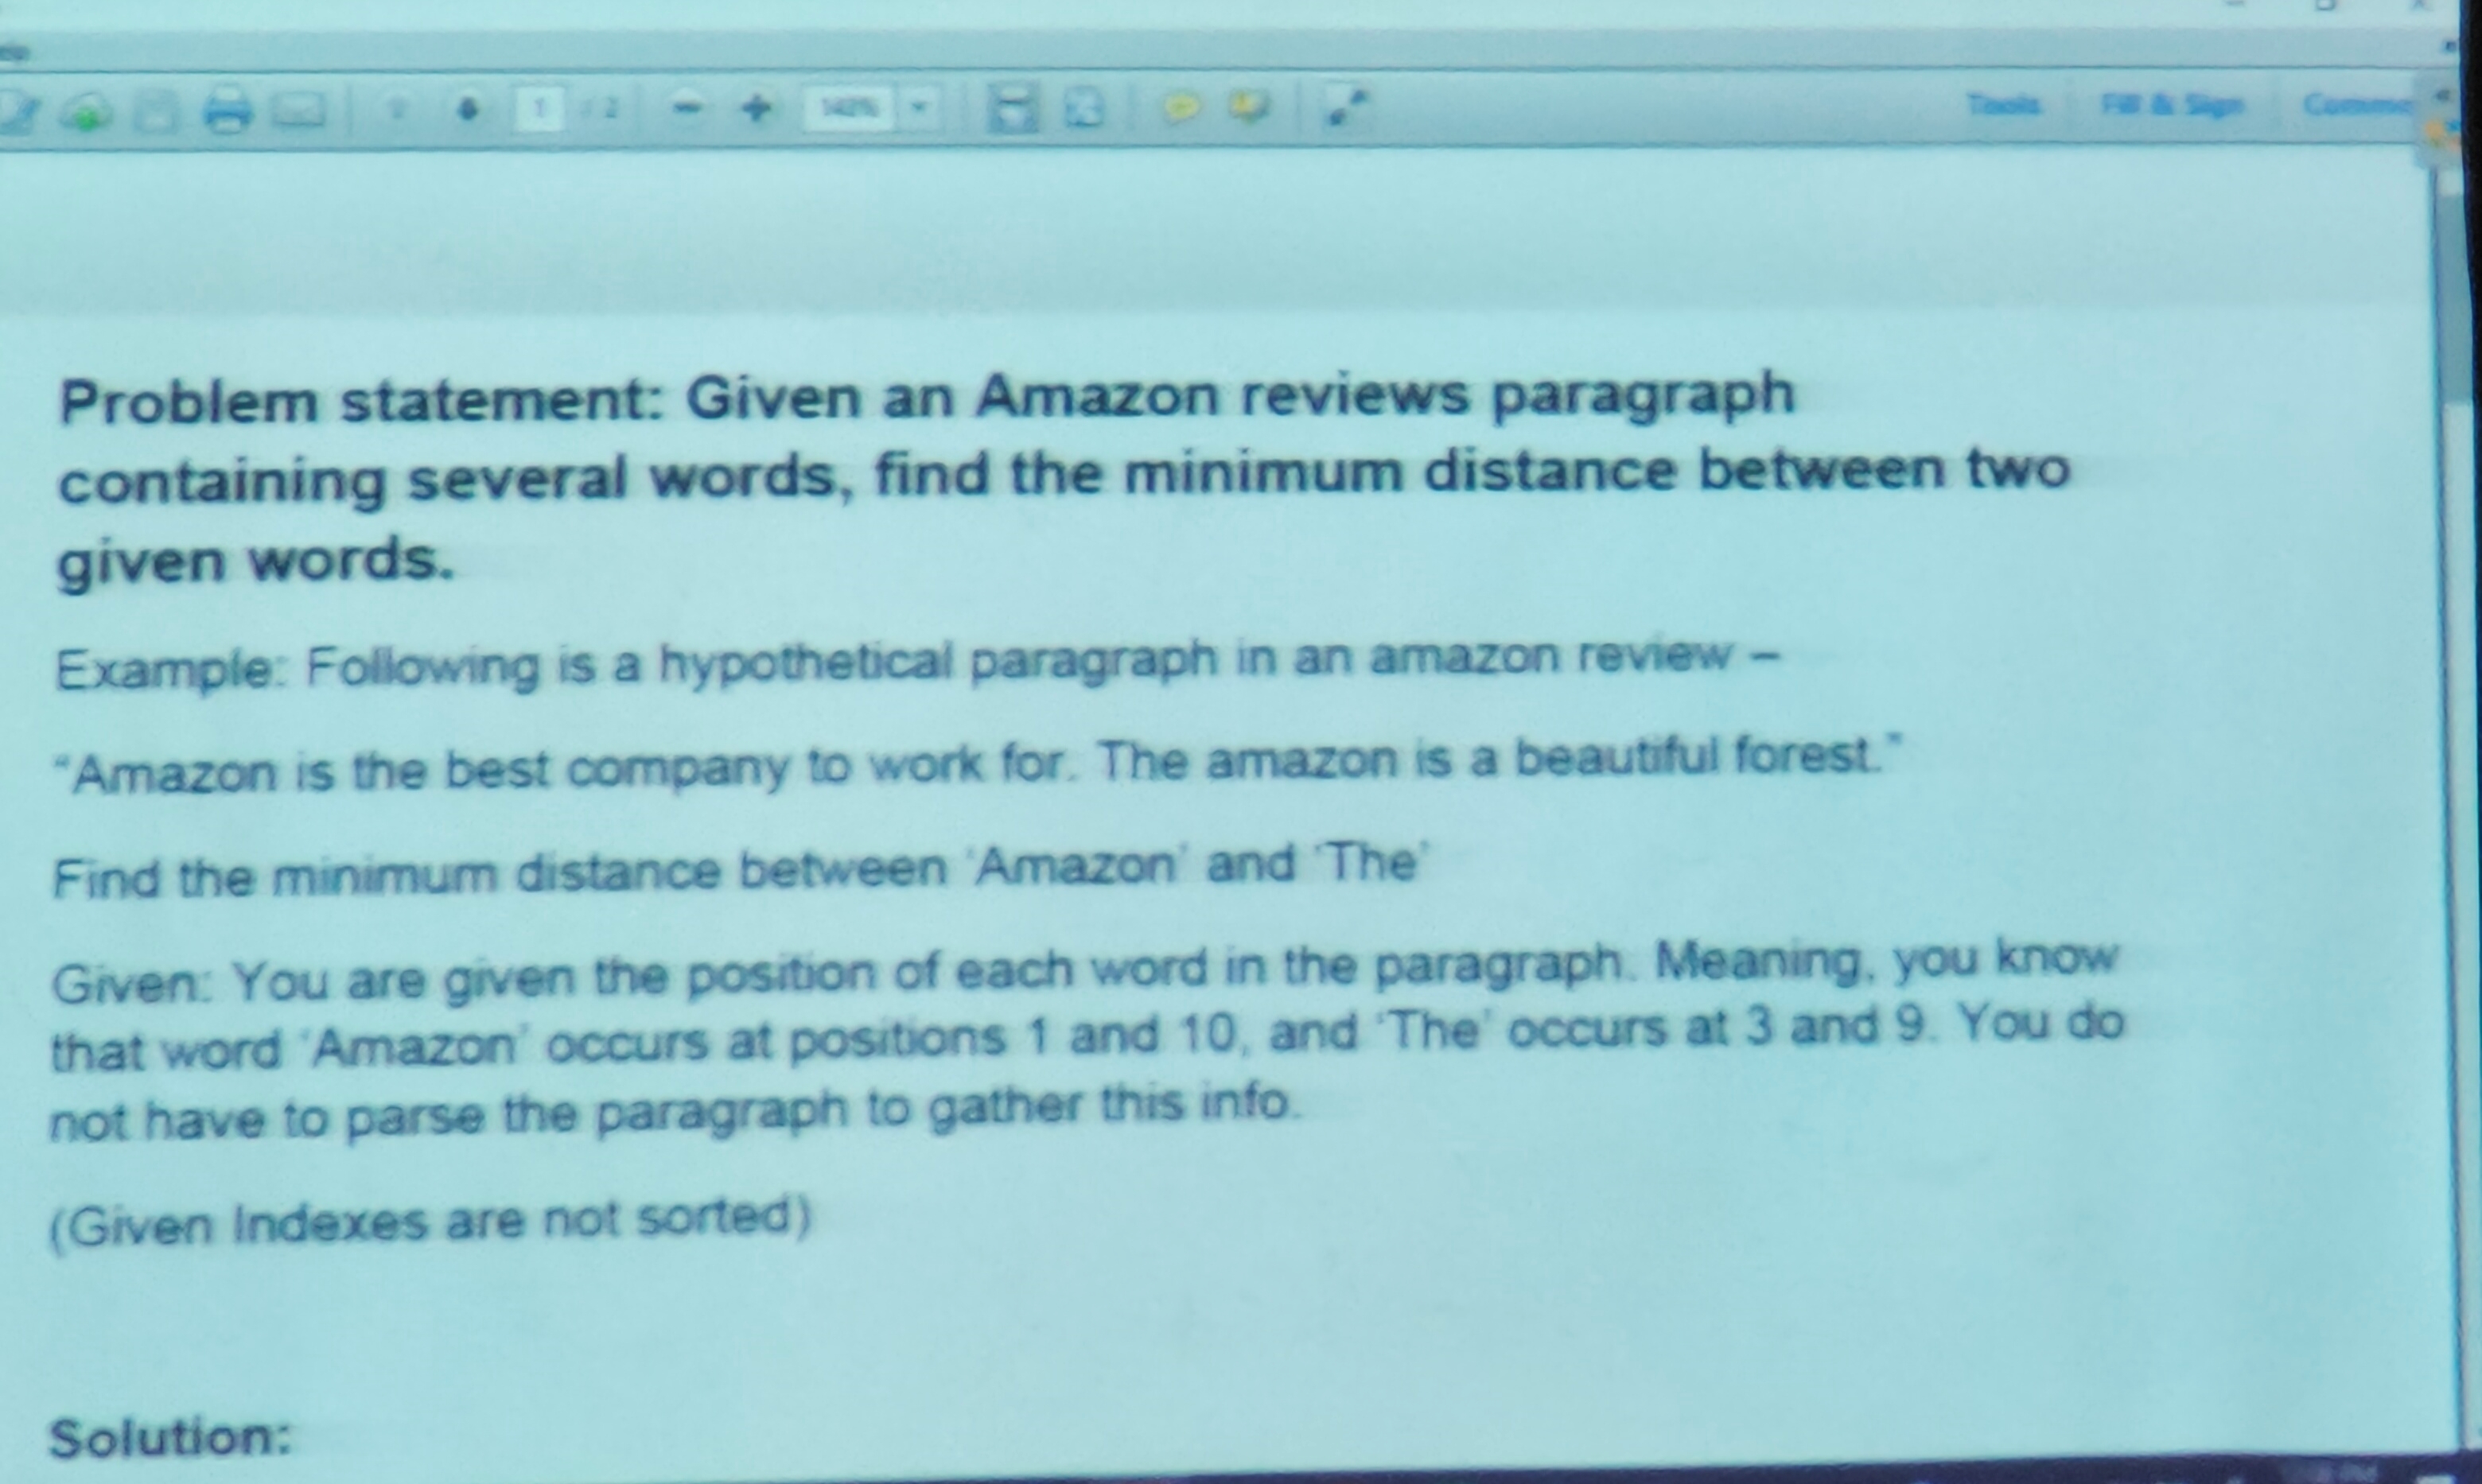 1 / 2
Tools Fill & Sign
Problem statement: Given an Amazon reviews paragraph
containing several words, find the minimum distance between two
given words.
Example: Following is a hypothetical paragraph in an amazon review –
“Amazon is the best company to work for. The amazon is a beautiful forest.”
Find the minimum distance between ‘Amazon’ and ‘The’
Given: You are given the position of each word in the paragraph. Meaning, you know
that word ‘Amazon’ occurs at positions 1 and 10, and ‘The’ occurs at 3 and 9. You do
not have to parse the paragraph to gather this info.
(Given Indexes are not sorted)
Solution: